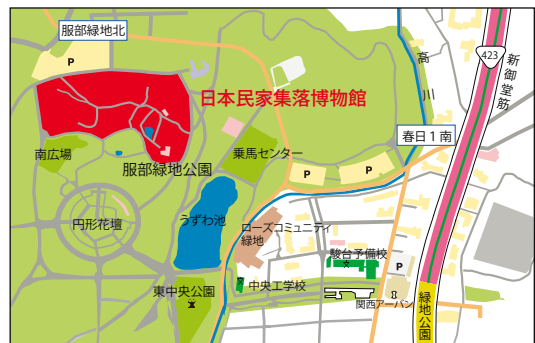 服部緑地北
P
423
新御堂筋
高川
日本民家集落博物館
春日1南
南広場
服部緑地公園
乗馬センター
P
P
円形花壇
うずわ池
ローズコミュニティ
緑地
駿台予備校
P
東中央公園
中央工学校
関西アーバン
緑地公園